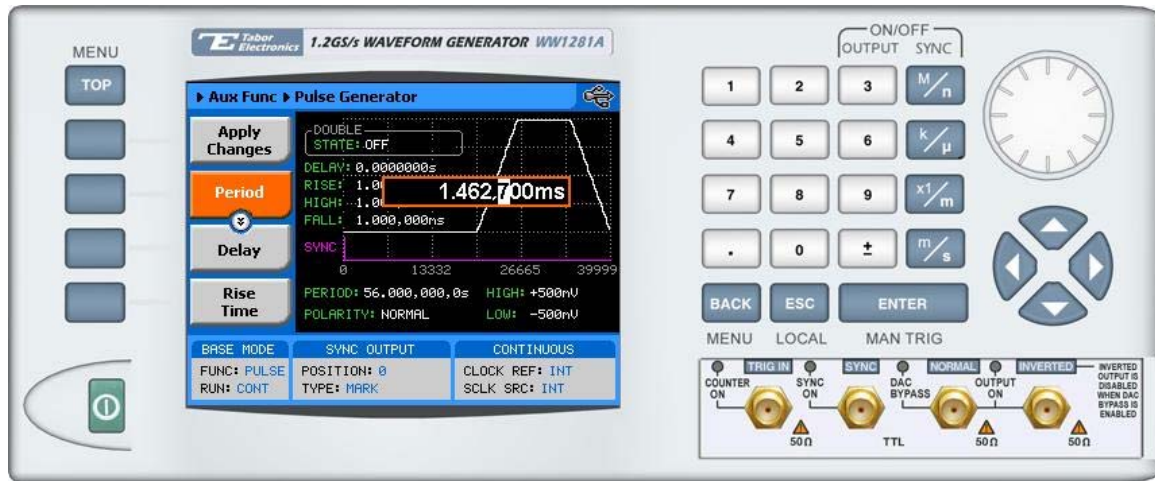 MENU
TOP
Tabor Electronics 1.2GS/s WAVEFORM GENERATOR WW1281A
Aux Func Pulse Generator
Apply Changes
Period
Delay
Rise Time
DOUBLE
STATE: OFF
DELAY: 0.0000000s
RISE: 1.0
HIGH: 1.0
FALL: 1.000,000ms
1.462,700ms
SYNC
0 13332 26665 39999
PERIOD: 56.000,000,0s HIGH: +500mV
POLARITY: NORMAL LOW: -500mV
BASE MODE SYNC OUTPUT CONTINUOUS
FUNC: PULSE POSITION: 0 CLOCK REF: INT
RUN: CONT TYPE: MARK SCLK SRC: INT
ON/OFF
OUTPUT SYNC
1 2 3 M/n
4 5 6 k/µ
7 8 9 x1/m
. 0 ± m/s
BACK ESC ENTER
MENU LOCAL MAN TRIG
TRIG IN SYNC NORMAL INVERTED
COUNTER ON SYNC ON DAC BYPASS OUTPUT ON
INVERTED
OUTPUT IS
DISABLED
WHEN DAC
BYPASS IS
ENABLED
50Ω TTL 50Ω 50Ω